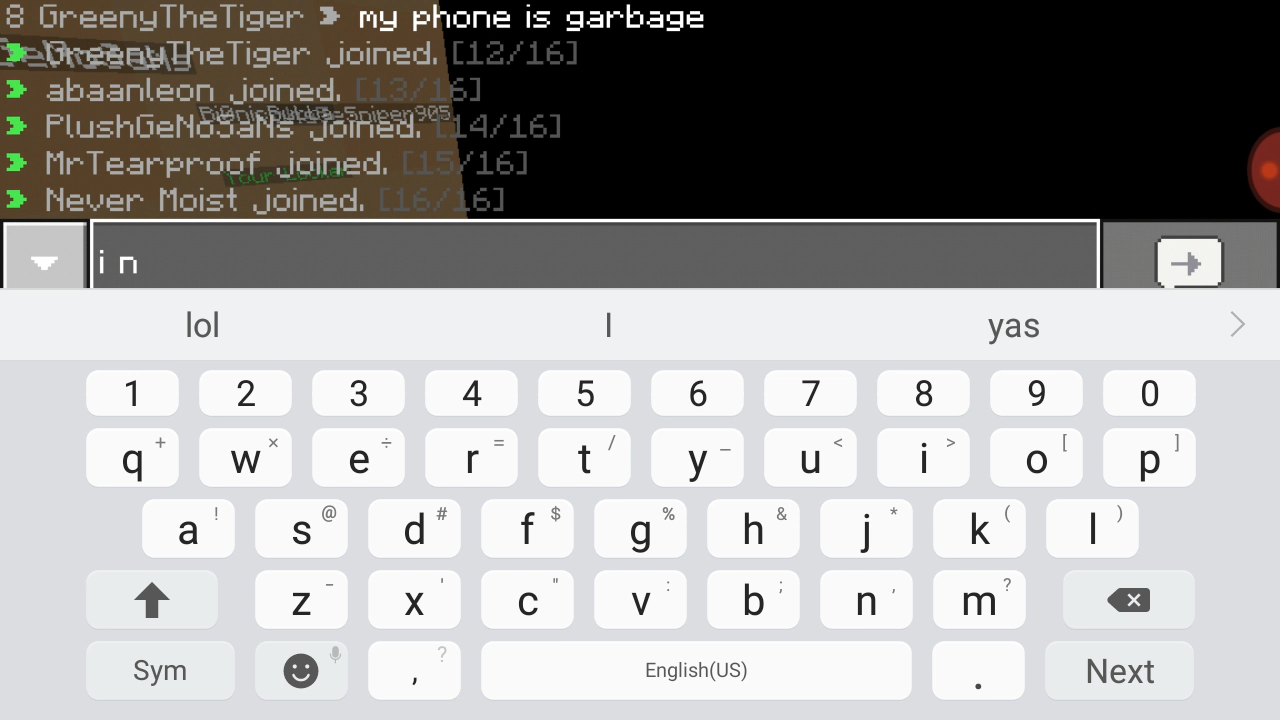 8 GreenyTheTiger » my phone is garbage
» GreenyTheTiger joined. [12/16]
» abaanleon joined. [13/16]
» PlushGeNoSaNs joined. [14/16]
» MrTearproof joined. [15/16]
» Never Moist joined. [16/16]
i n
lol I yas
1 2 3 4 5 6 7 8 9 0
q + w × e ÷ r = t / y _ u < i > o [ p ]
a ! s @ d # f $ g % h & j * k ( l )
z - x ' c " v : b ; n , m ?
Sym , ? English(US) . Next